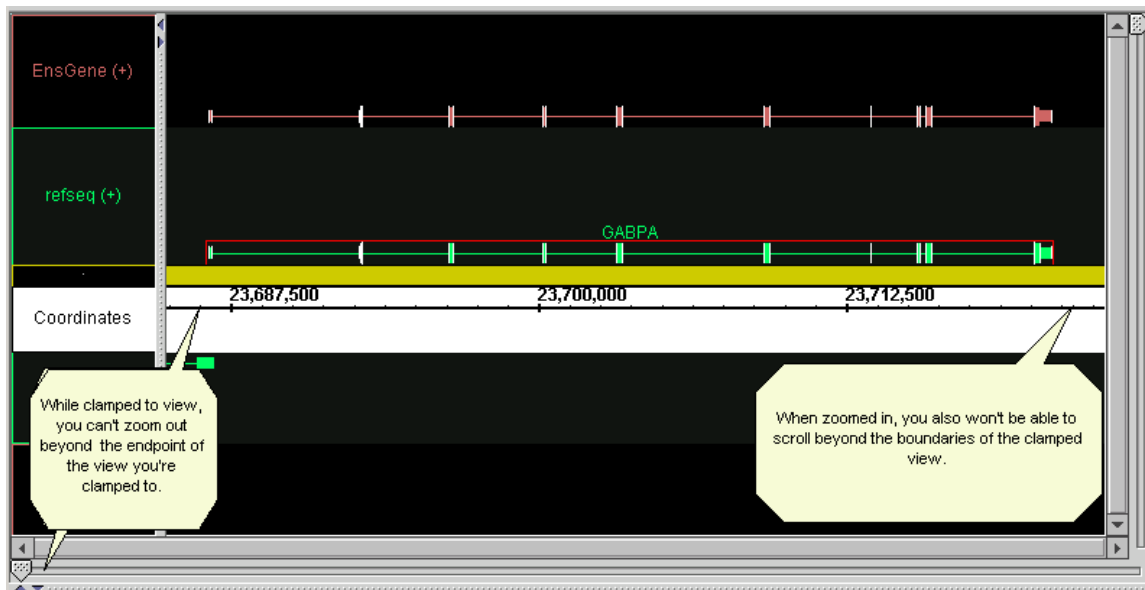 EnsGene (+)
refseq (+)
GABPA
23,687,500
23,700,000
23,712,500
Coordinates
While clamped to view,
you can't zoom out
beyond the endpoint of
the view you're
clamped to.
When zoomed in, you also won't be able to
scroll beyond the boundaries of the clamped
view.